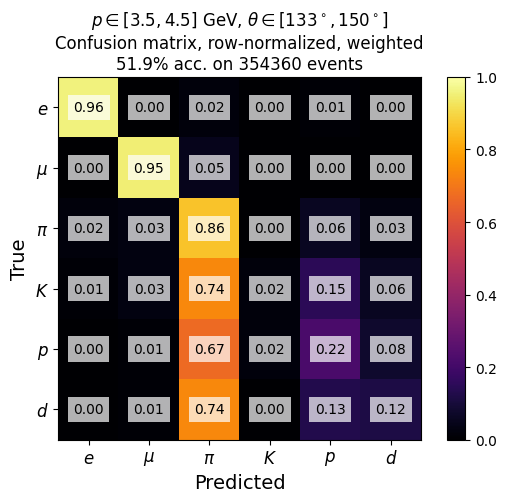 p ∈ [3.5, 4.5] GeV, θ ∈ [133°, 150°]
Confusion matrix, row-normalized, weighted
51.9% acc. on 354360 events
e 0.96 0.00 0.02 0.00 0.01 0.00
μ 0.00 0.95 0.05 0.00 0.00 0.00
π 0.02 0.03 0.86 0.00 0.06 0.03
K 0.01 0.03 0.74 0.02 0.15 0.06
p 0.00 0.01 0.67 0.02 0.22 0.08
d 0.00 0.01 0.74 0.00 0.13 0.12
e μ π K p d
Predicted
True
1.0
0.8
0.6
0.4
0.2
0.0